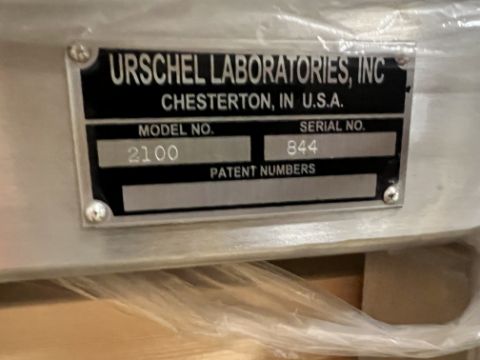 URSCHEL LABORATORIES, INC
CHESTERTON, IN U.S.A.
MODEL NO. SERIAL NO.
2100 844
PATENT NUMBERS